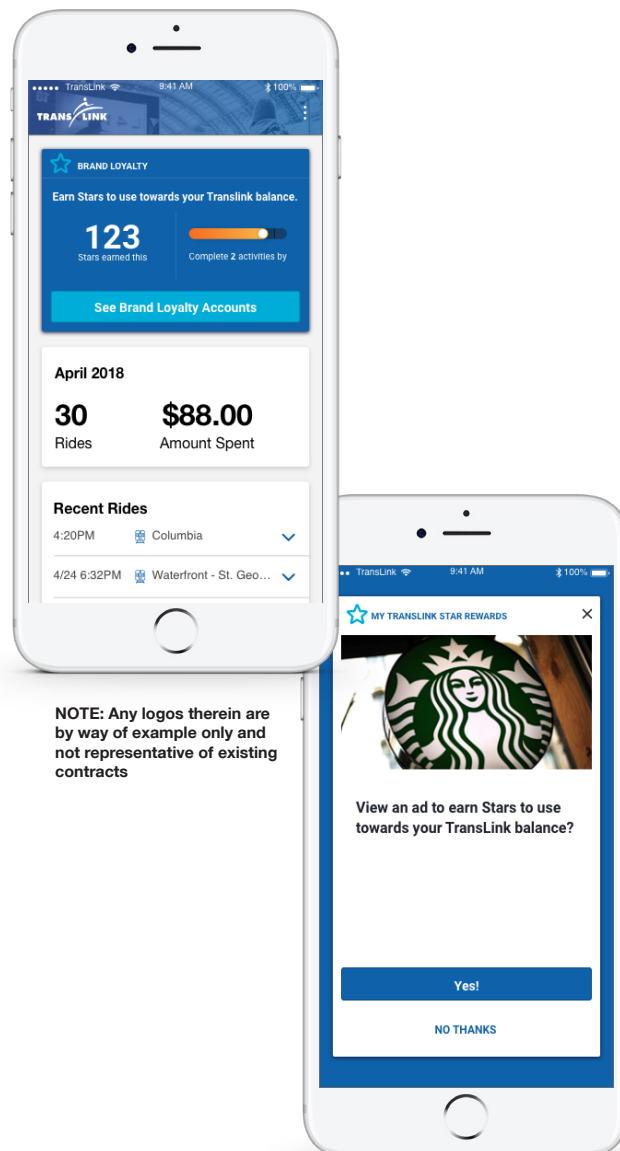 TransLink 9:41 AM 100%
TRANS LINK
BRAND LOYALTY
Earn Stars to use towards your Translink balance.
123
Stars earned this
Complete 2 activities by
See Brand Loyalty Accounts
April 2018
30 $88.00
Rides Amount Spent
Recent Rides
4:20PM Columbia
4/24 6:32PM Waterfront - St. Geo...
NOTE: Any logos therein are
by way of example only and
not representative of existing
contracts
TransLink 9:41 AM 100%
MY TRANSLINK STAR REWARDS
View an ad to earn Stars to use
towards your TransLink balance?
Yes!
NO THANKS